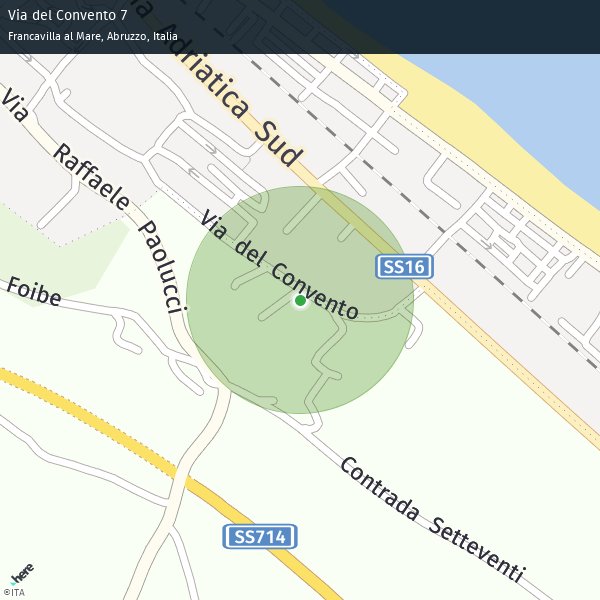 Via del Convento 7
Francavilla al Mare, Abruzzo, Italia
Adriatica Sud
Via Raffaele Paolucci
Via del Convento
SS16
Foibe
Contrada Setteventi
SS714
here
©ITA